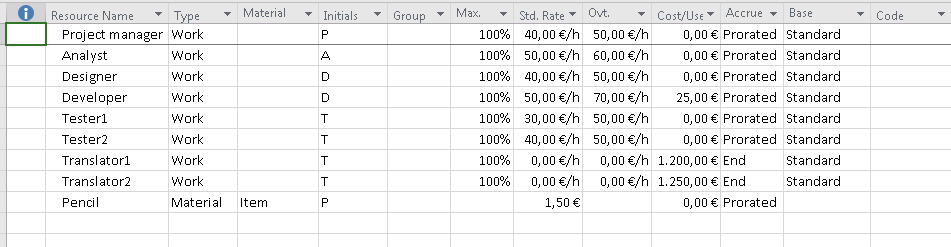 Resource Name Type Material Initials Group Max. Std. Rate Ovt. Cost/Use Accrue Base Code
Project manager Work P 100% 40,00 €/h 50,00 €/h 0,00 € Prorated Standard
Analyst Work A 100% 50,00 €/h 60,00 €/h 0,00 € Prorated Standard
Designer Work D 100% 40,00 €/h 50,00 €/h 0,00 € Prorated Standard
Developer Work D 100% 50,00 €/h 70,00 €/h 25,00 € Prorated Standard
Tester1 Work T 100% 30,00 €/h 50,00 €/h 0,00 € Prorated Standard
Tester2 Work T 100% 40,00 €/h 50,00 €/h 0,00 € Prorated Standard
Translator1 Work T 100% 0,00 €/h 0,00 €/h 1.200,00 € End Standard
Translator2 Work T 100% 0,00 €/h 0,00 €/h 1.250,00 € End Standard
Pencil Material Item P 1,50 € 0,00 € Prorated